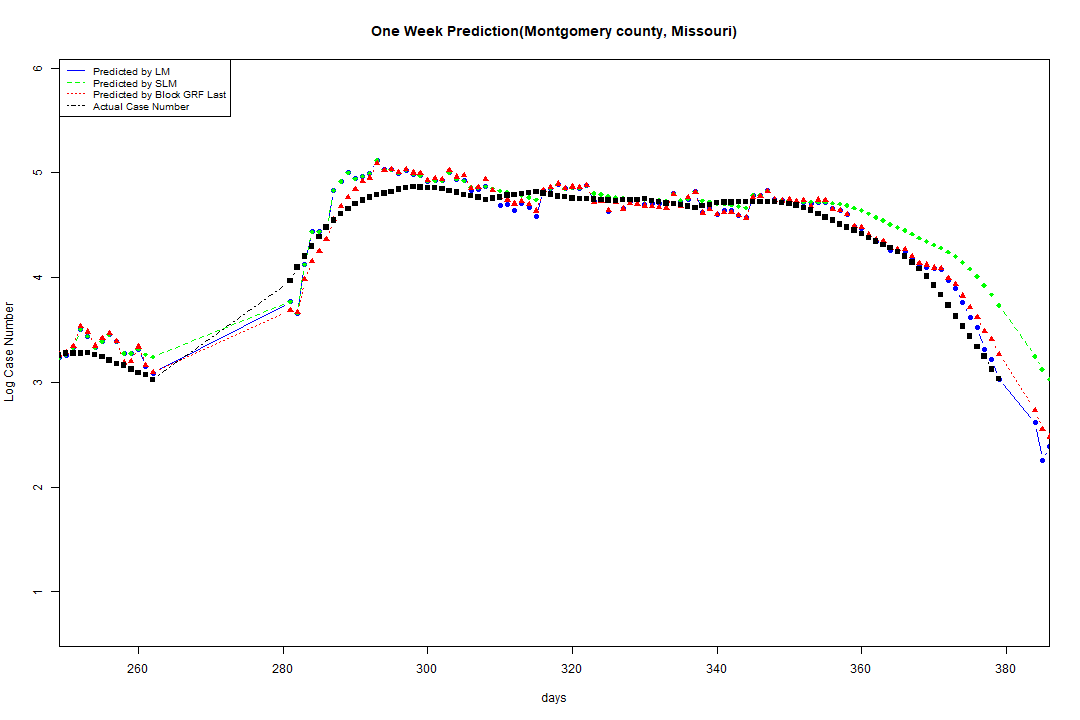 One Week Prediction(Montgomery county, Missouri)
Predicted by LM
Predicted by SLM
Predicted by Block GRF Last
Actual Case Number
6
5
4
3
2
1
Log Case Number
260 280 300 320 340 360 380
days